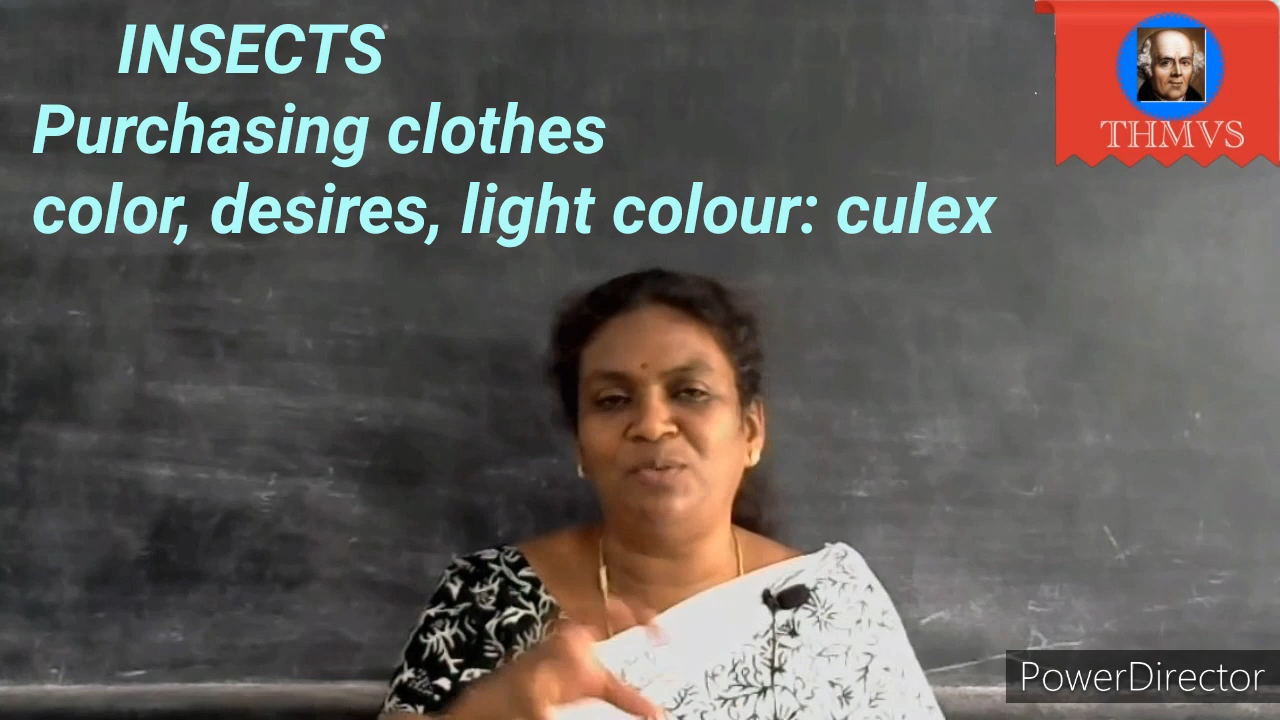 INSECTS
THMVS
Purchasing clothes
color, desires, light colour: culex
PowerDirector